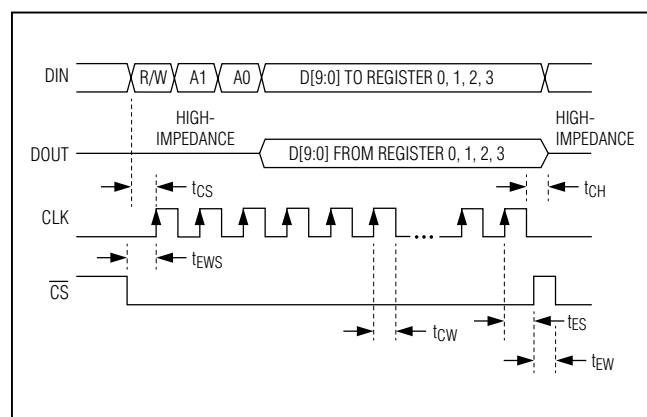 DIN R/W A1 A0 D[9:0] TO REGISTER 0, 1, 2, 3
HIGH-
IMPEDANCE
HIGH-
IMPEDANCE
DOUT D[9:0] FROM REGISTER 0, 1, 2, 3
tCS tCH
CLK
tEWS
CS
tCW tES
tEW